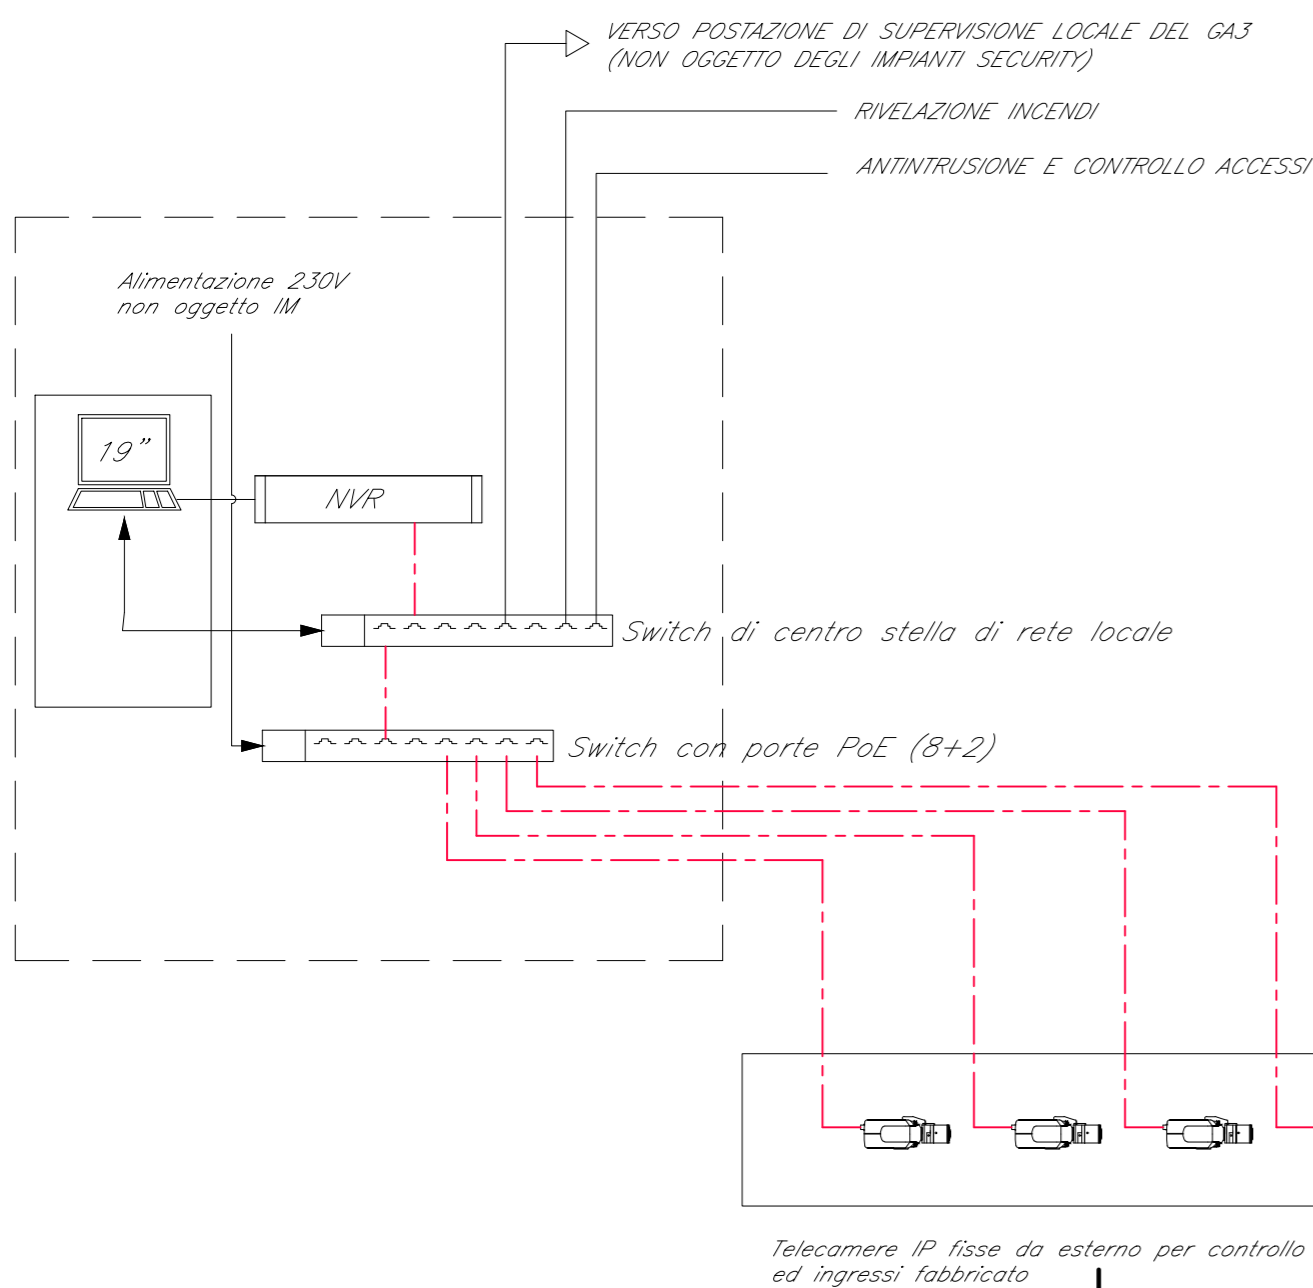 VERSO POSTAZIONE DI SUPERVISIONE LOCALE DEL GA3
(NON OGGETTO DEGLI IMPIANTI SECURITY)
RIVELAZIONE INCENDI
ANTINTRUSIONE E CONTROLLO ACCESSI
Alimentazione 230V
non oggetto IM
19"
NVR
Switch di centro stella di rete locale
Switch con porte PoE (8+2)
Telecamere IP fisse da esterno per controllo
ed ingressi fabbricato